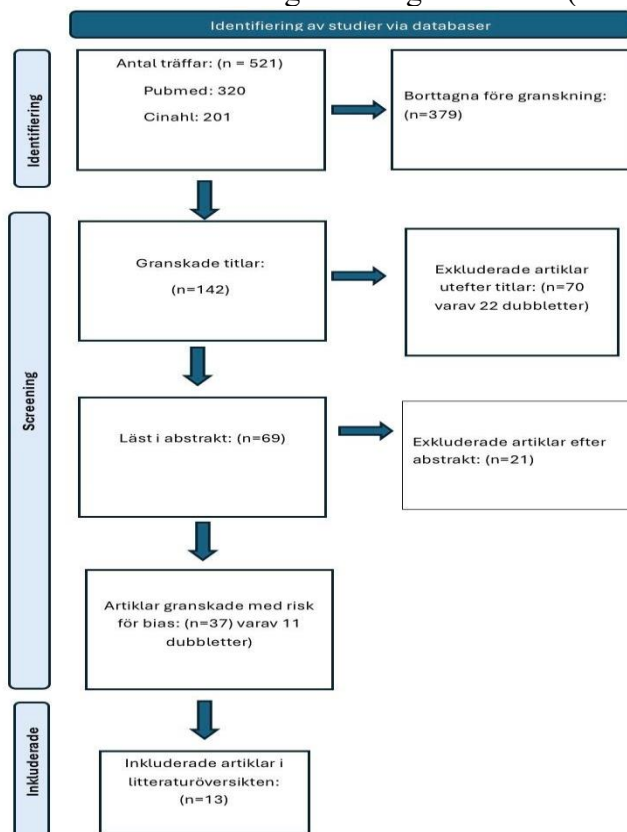 Identifiering av studier via databaser
Identifiering
Antal träffar: (n = 521)
Pubmed: 320
Cinahl: 201
Borttagna före granskning:
(n=379)
Screening
Granskade titlar:
(n=142)
Exkluderade artiklar
utefter titlar: (n=70
varav 22 dubbletter)
Läst i abstrakt: (n=69)
Exkluderade artiklar efter
abstrakt: (n=21)
Artiklar granskade med risk
för bias: (n=37) varav 11
dubbletter)
Inkluderade
Inkluderade artiklar i
litteraturöversikten:
(n=13)